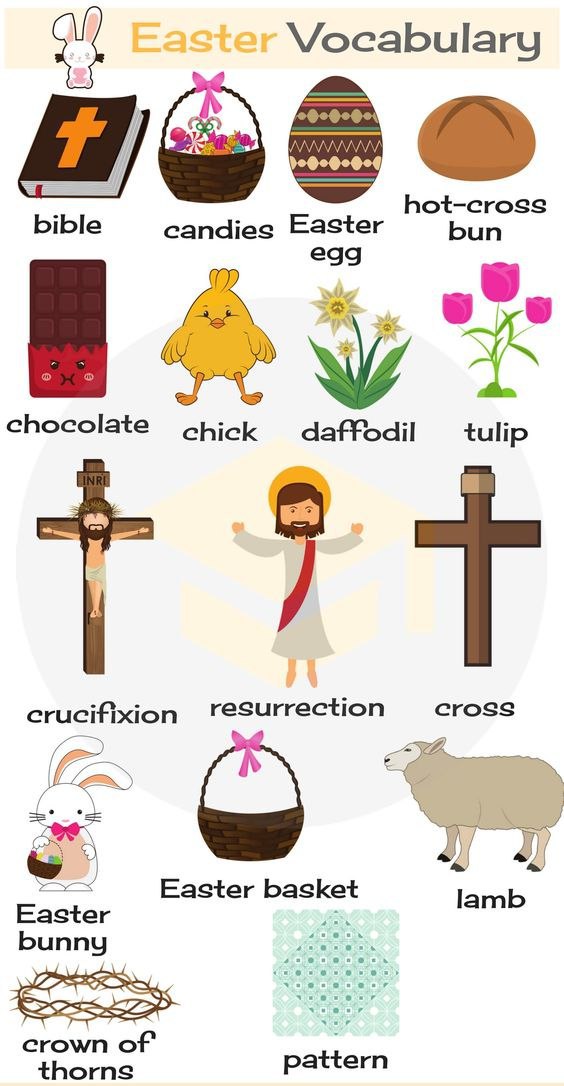 Easter Vocabulary
bible
candies
Easter
egg
hot-cross
bun
chocolate
chick
daffodil
tulip
INRI
crucifixion
resurrection
cross
Easter
bunny
Easter basket
lamb
crown of
thorns
pattern